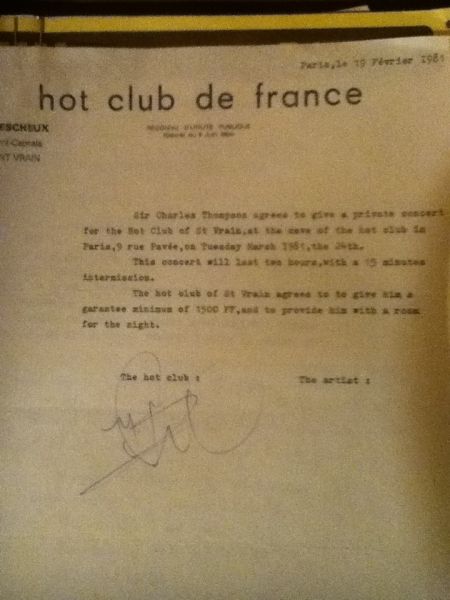 Paris,le 19 Février 1981
hot club de france
ESCHEUX
NT VRAIN
Sir Charles Thompson agrees to give a private concert
for the Hot Club of St Vrain,at the cave of the hot club in
Paris,9 rue Pavée,on Tuesday March 1981,the 24th.
This concert will last two hours,with a 15 minutes
intermission.
The hot club of St Vrain agrees to to give him a
garantee minimum of 1500 FF,and to provide him with a room
for the night.
The hot club : The artist :